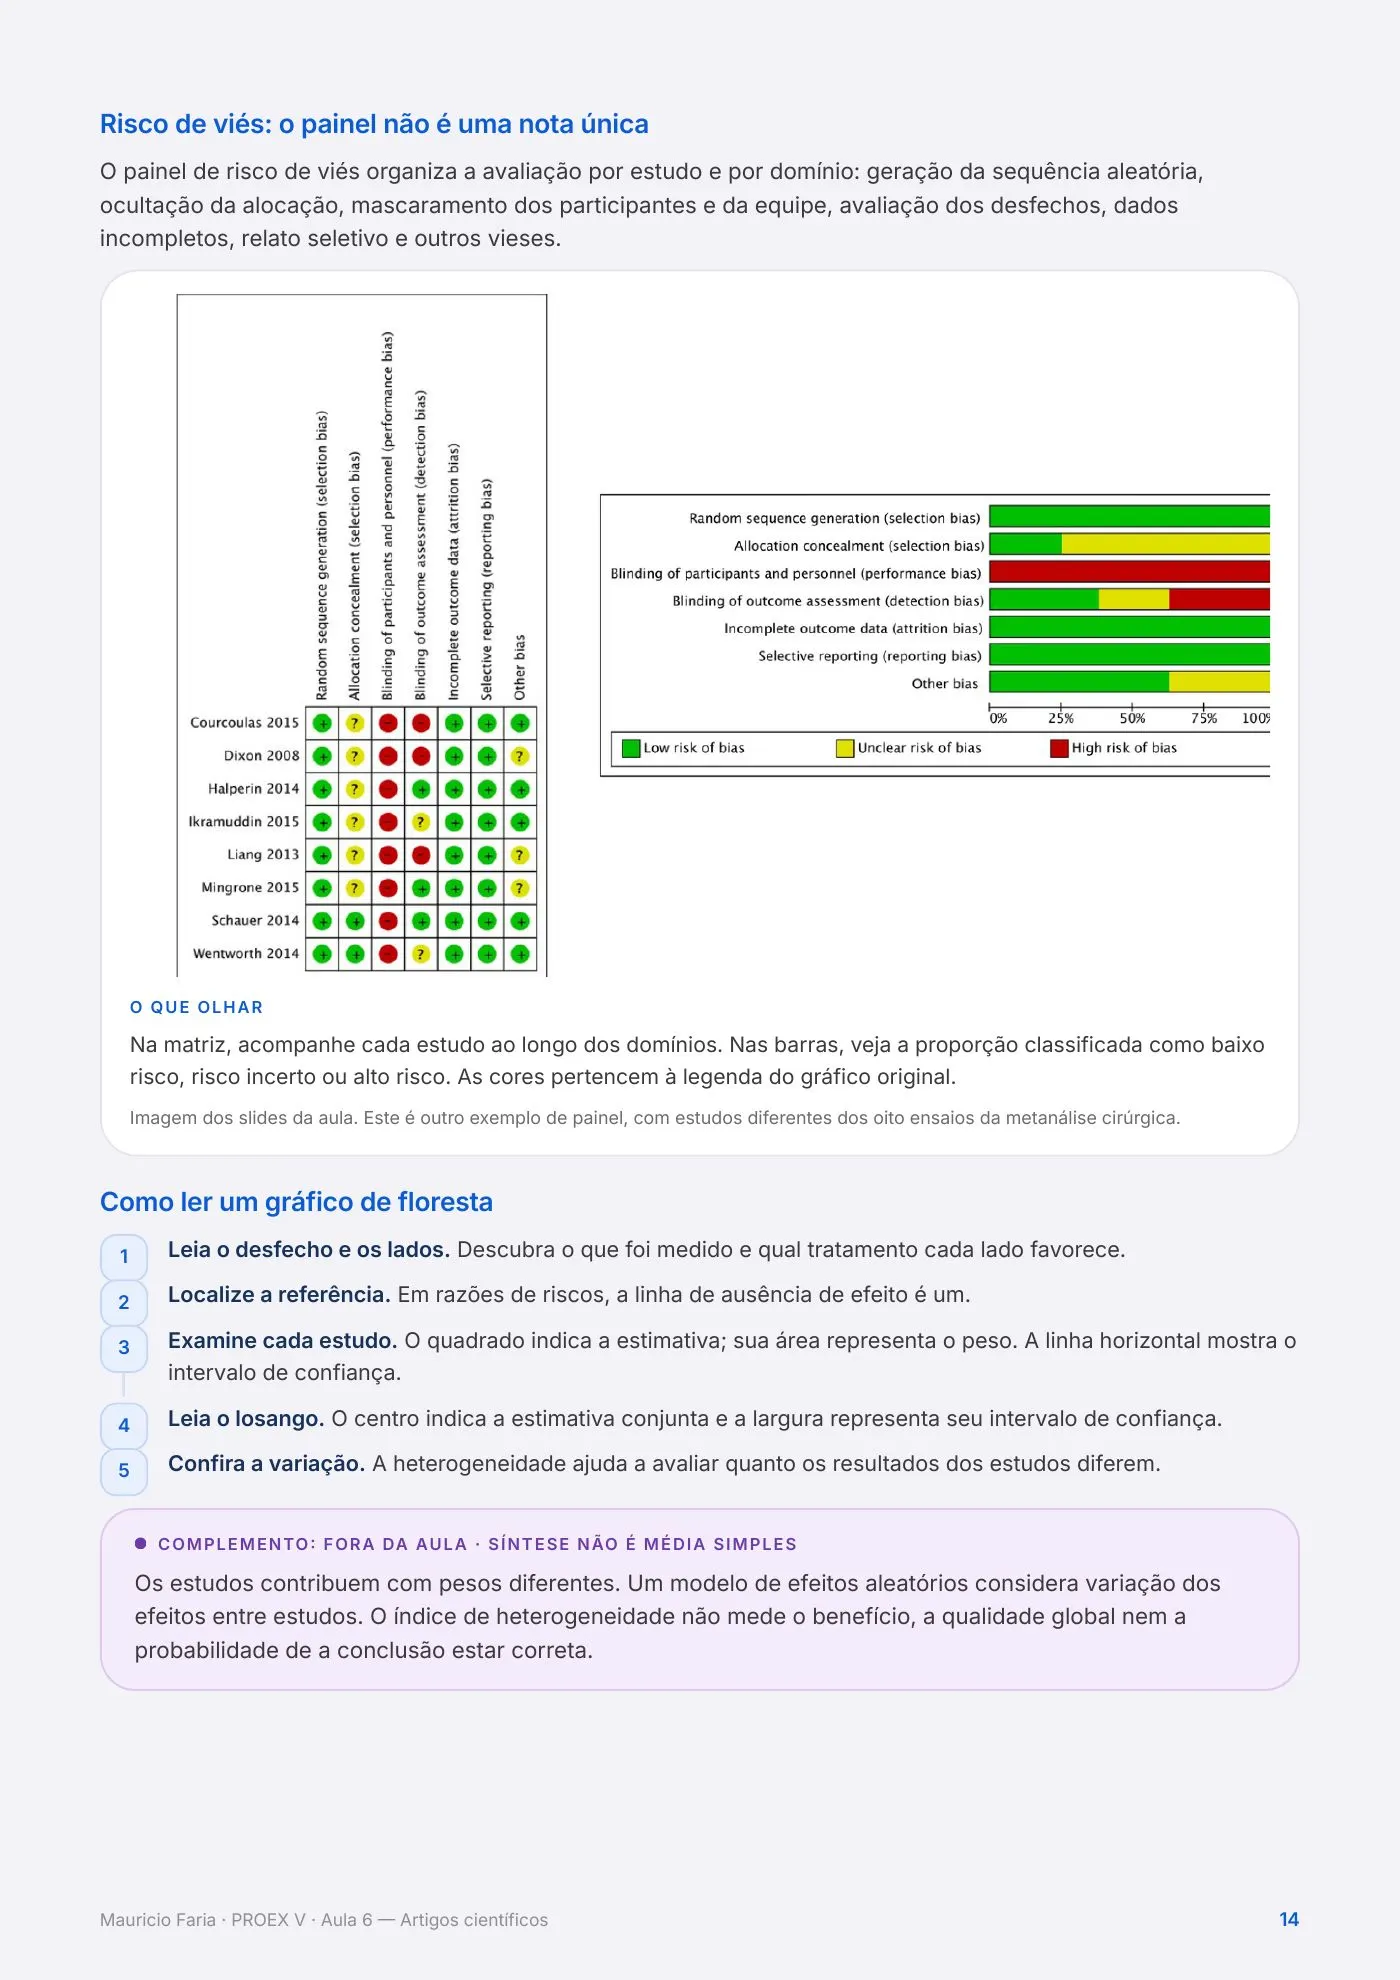 Risco de viés: o painel não é uma nota única
O painel de risco de viés organiza a avaliação por estudo e por domínio: geração da sequência aleatória,
ocultação da alocação, mascaramento dos participantes e da equipe, avaliação dos desfechos, dados
incompletos, relato seletivo e outros vieses.
Random sequence generation (selection bias)
Allocation concealment (selection bias)
Blinding of participants and personnel (performance bias)
Blinding of outcome assessment (detection bias)
Incomplete outcome data (attrition bias)
Selective reporting (reporting bias)
Other bias
Courcoulas 2015 + ? - - + + +
Dixon 2008 + ? - - + + ?
Halperin 2014 + ? - + + + +
Ikramuddin 2015 + ? - ? + + +
Liang 2013 + ? - - + + ?
Mingrone 2015 + ? - + + + ?
Schauer 2014 + + - + + + +
Wentworth 2014 + + - ? + + +
Random sequence generation (selection bias)
Allocation concealment (selection bias)
Blinding of participants and personnel (performance bias)
Blinding of outcome assessment (detection bias)
Incomplete outcome data (attrition bias)
Selective reporting (reporting bias)
Other bias
0% 25% 50% 75% 100%
Low risk of bias Unclear risk of bias High risk of bias
O QUE OLHAR
Na matriz, acompanhe cada estudo ao longo dos domínios. Nas barras, veja a proporção classificada como baixo
risco, risco incerto ou alto risco. As cores pertencem à legenda do gráfico original.
Imagem dos slides da aula. Este é outro exemplo de painel, com estudos diferentes dos oito ensaios da metanálise cirúrgica.
Como ler um gráfico de floresta
1 Leia o desfecho e os lados. Descubra o que foi medido e qual tratamento cada lado favorece.
2 Localize a referência. Em razões de riscos, a linha de ausência de efeito é um.
3 Examine cada estudo. O quadrado indica a estimativa; sua área representa o peso. A linha horizontal mostra o
intervalo de confiança.
4 Leia o losango. O centro indica a estimativa conjunta e a largura representa seu intervalo de confiança.
5 Confira a variação. A heterogeneidade ajuda a avaliar quanto os resultados dos estudos diferem.
COMPLEMENTO: FORA DA AULA · SÍNTESE NÃO É MÉDIA SIMPLES
Os estudos contribuem com pesos diferentes. Um modelo de efeitos aleatórios considera variação dos
efeitos entre estudos. O índice de heterogeneidade não mede o benefício, a qualidade global nem a
probabilidade de a conclusão estar correta.
Mauricio Faria · PROEX V · Aula 6 — Artigos científicos
14